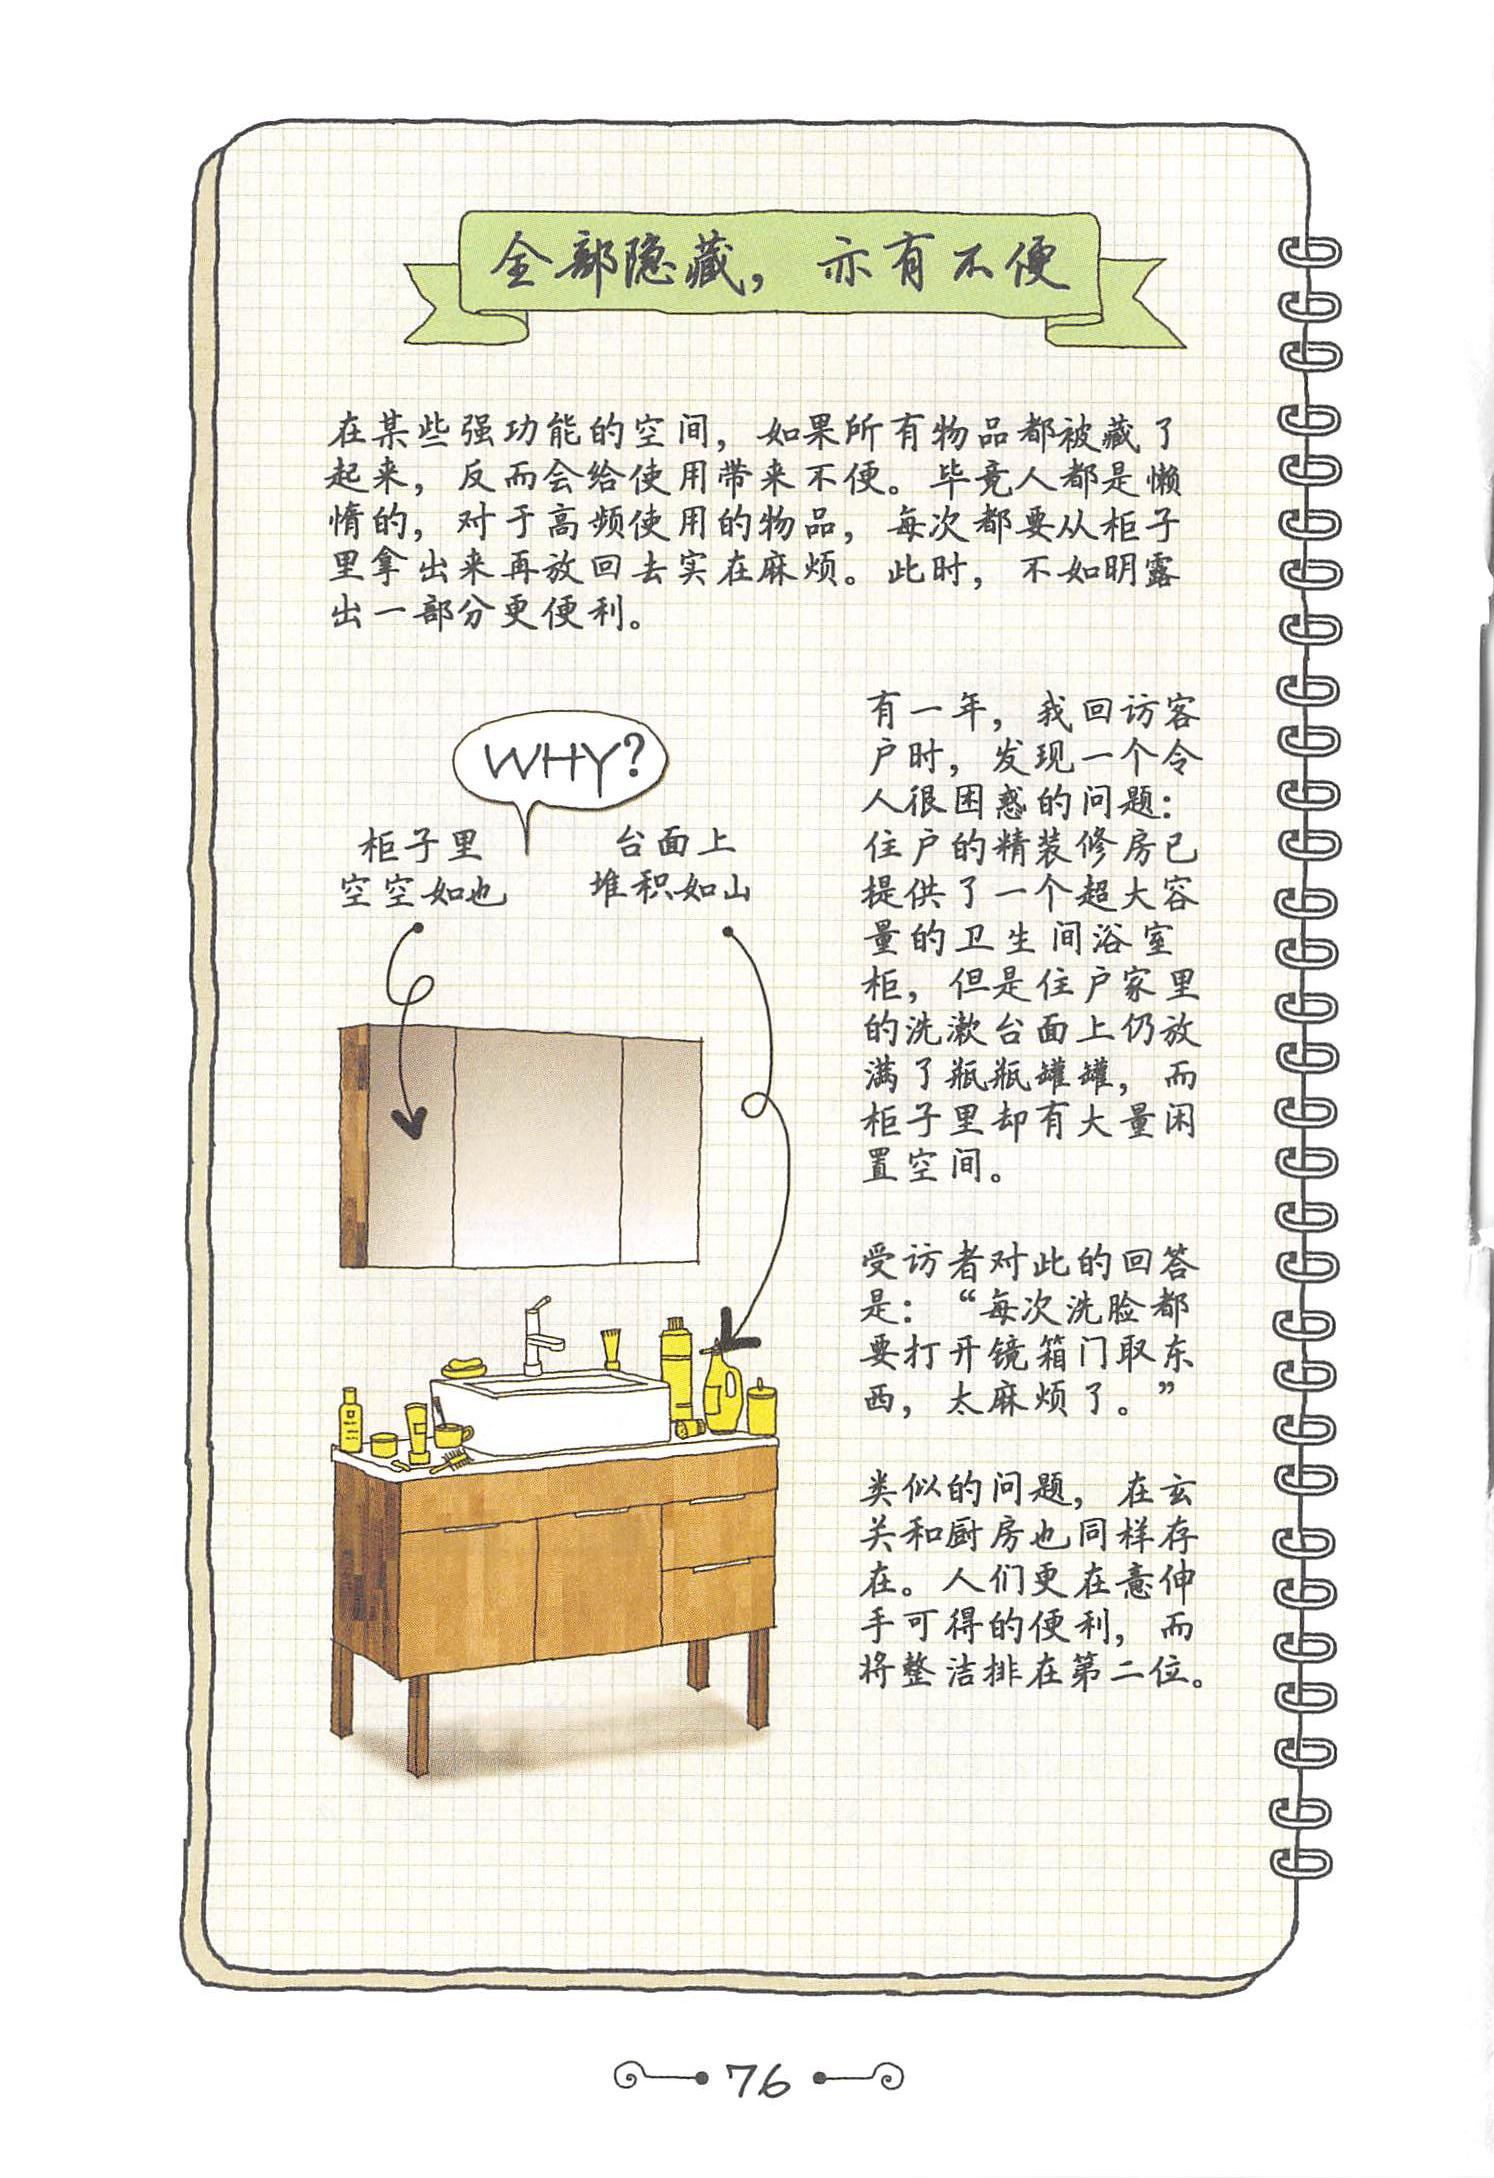 全部隐藏，亦有不便
在某些强功能的空间，如果所有物品都被藏了
起来，反而会给使用带来不便。毕竟人都是懒
惰的，对于高频使用的物品，每次都要从柜子
里拿出来再放回去实在麻烦。此时，不如明露
出一部分更便利。
WHY?
柜子里
空空如也
台面上
堆积如山
有一年，我回访客
户时，发现一个令
人很困惑的问题：
住户的精装修房已
提供了一个超大容
量的卫生间浴室
柜，但是住户家里
的洗漱台面上仍放
满了瓶瓶罐罐，而
柜子里却有大量闲
置空间。
受访者对此的回答
是：“每次洗脸都
要打开镜箱门取东
西，太麻烦了。”
类似的问题，在玄
关和厨房也同样存
在。人们更在意伸
手可得的便利，而
将整洁排在第二位。
76